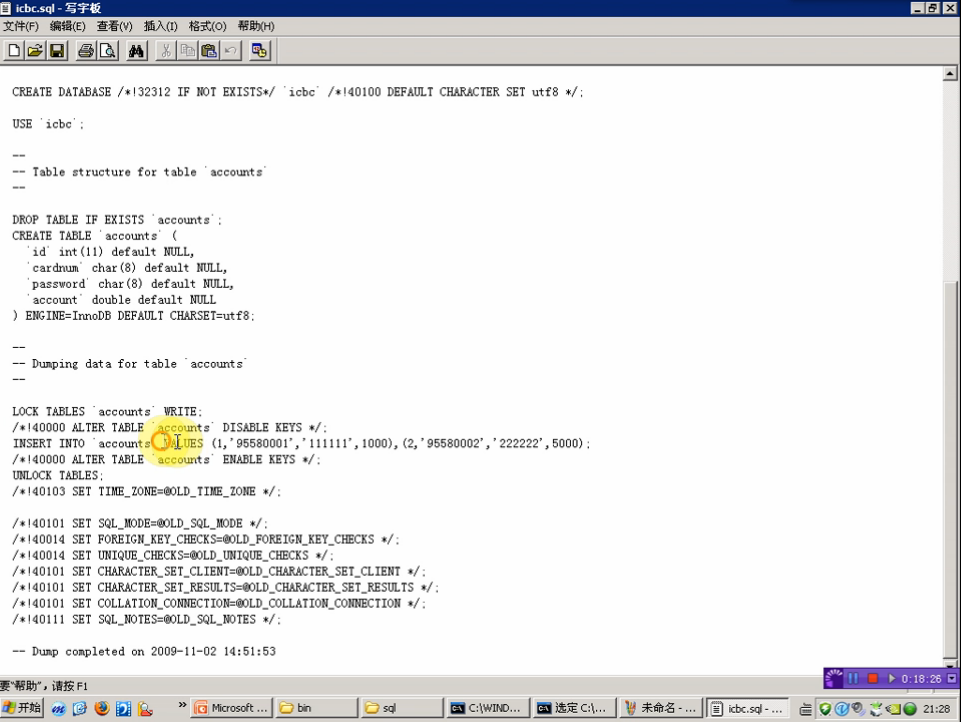 icbc.sql - 写字板
文件(F) 编辑(E) 查看(V) 插入(I) 格式(O) 帮助(H)
CREATE DATABASE /*!32312 IF NOT EXISTS*/ `icbc` /*!40100 DEFAULT CHARACTER SET utf8 */;
USE `icbc`;
--
-- Table structure for table `accounts`
--
DROP TABLE IF EXISTS `accounts`;
CREATE TABLE `accounts` (
`id` int(11) default NULL,
`cardnum` char(8) default NULL,
`password` char(8) default NULL,
`account` double default NULL
) ENGINE=InnoDB DEFAULT CHARSET=utf8;
--
-- Dumping data for table `accounts`
--
LOCK TABLES `accounts` WRITE;
/*!40000 ALTER TABLE `accounts` DISABLE KEYS */;
INSERT INTO `accounts` VALUES (1,'95580001','111111',1000),(2,'95580002','222222',5000);
/*!40000 ALTER TABLE `accounts` ENABLE KEYS */;
UNLOCK TABLES;
/*!40103 SET TIME_ZONE=@OLD_TIME_ZONE */;
/*!40101 SET SQL_MODE=@OLD_SQL_MODE */;
/*!40014 SET FOREIGN_KEY_CHECKS=@OLD_FOREIGN_KEY_CHECKS */;
/*!40014 SET UNIQUE_CHECKS=@OLD_UNIQUE_CHECKS */;
/*!40101 SET CHARACTER_SET_CLIENT=@OLD_CHARACTER_SET_CLIENT */;
/*!40101 SET CHARACTER_SET_RESULTS=@OLD_CHARACTER_SET_RESULTS */;
/*!40101 SET COLLATION_CONNECTION=@OLD_COLLATION_CONNECTION */;
/*!40111 SET SQL_NOTES=@OLD_SQL_NOTES */;
-- Dump completed on 2009-11-02 14:51:53
0:18:26
要“帮助”，请按 F1
开始 » Microsoft ... bin sql C:\WIND... 选定 C:\... 未命名 - ... icbc.sql - ... 21:28